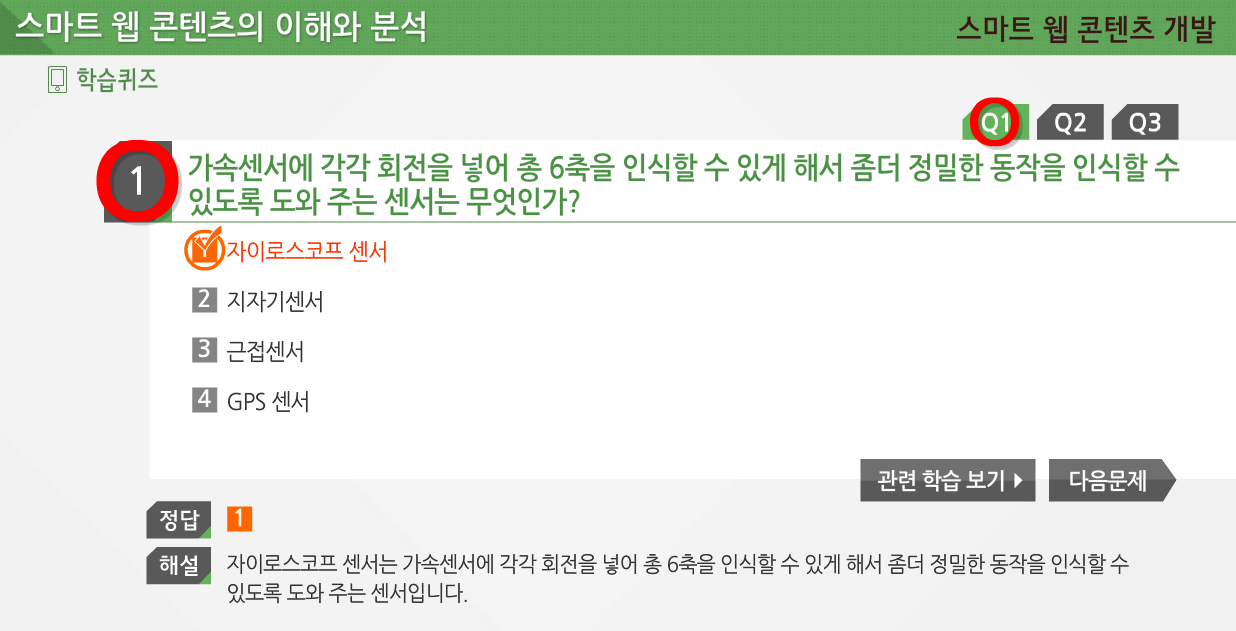 스마트 웹 콘텐츠의 이해와 분석
스마트 웹 콘텐츠 개발
학습퀴즈
Q1 Q2 Q3
1 가속센서에 각각 회전을 넣어 총 6축을 인식할 수 있게 해서 좀더 정밀한 동작을 인식할 수
있도록 도와 주는 센서는 무엇인가?
자이로스코프 센서
2 지자기센서
3 근접센서
4 GPS 센서
관련 학습 보기
다음문제
정답 1
해설 자이로스코프 센서는 가속센서에 각각 회전을 넣어 총 6축을 인식할 수 있게 해서 좀더 정밀한 동작을 인식할 수
있도록 도와 주는 센서입니다.